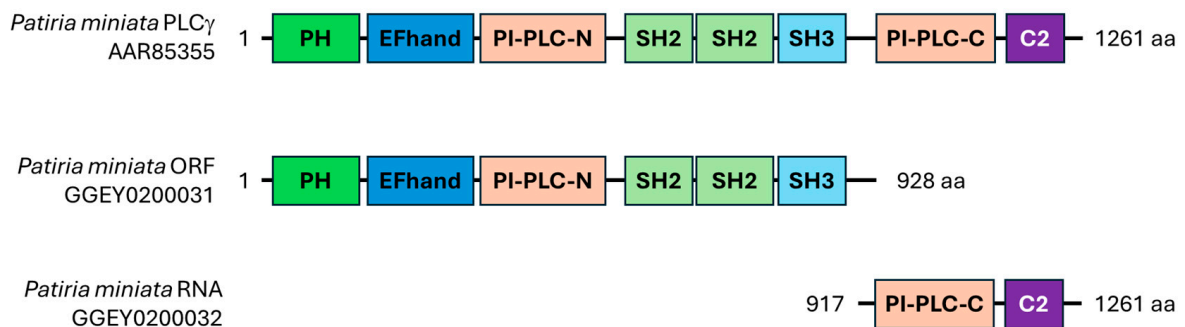 Patiria miniata PLCγ
AAR85355
1 PH EFhand PI-PLC-N SH2 SH2 SH3 PI-PLC-C C2 1261 aa
Patiria miniata ORF
GGEY0200031
1 PH EFhand PI-PLC-N SH2 SH2 SH3 928 aa
Patiria miniata RNA
GGEY0200032
917 PI-PLC-C C2 1261 aa